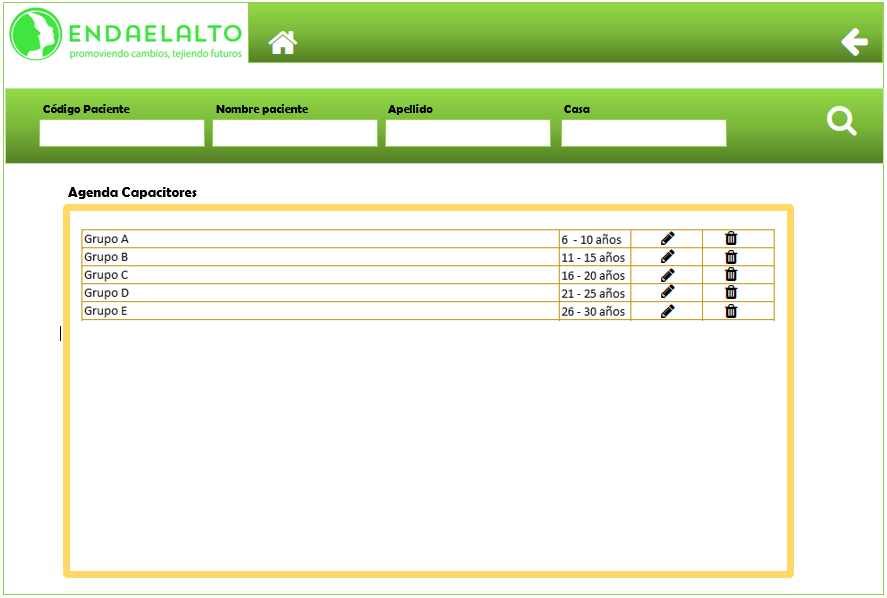 ENDAELALTO
promoviendo cambios, tejiendo futuros
Código Paciente Nombre paciente Apellido Casa
Agenda Capacitores
Grupo A 6 - 10 años
Grupo B 11 - 15 años
Grupo C 16 - 20 años
Grupo D 21 - 25 años
Grupo E 26 - 30 años